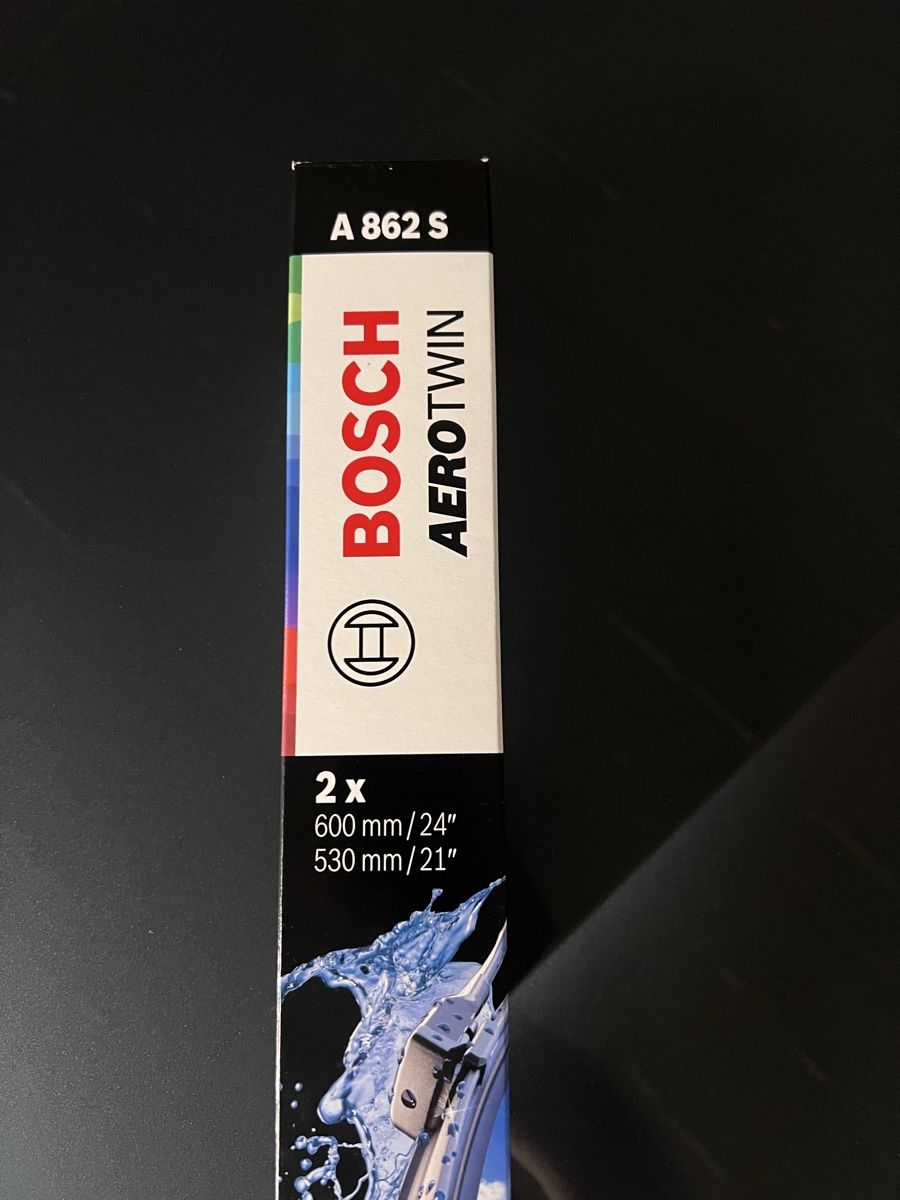 A 862 S
BOSCH
AEROTWIN
2 x
600 mm / 24"
530 mm / 21"